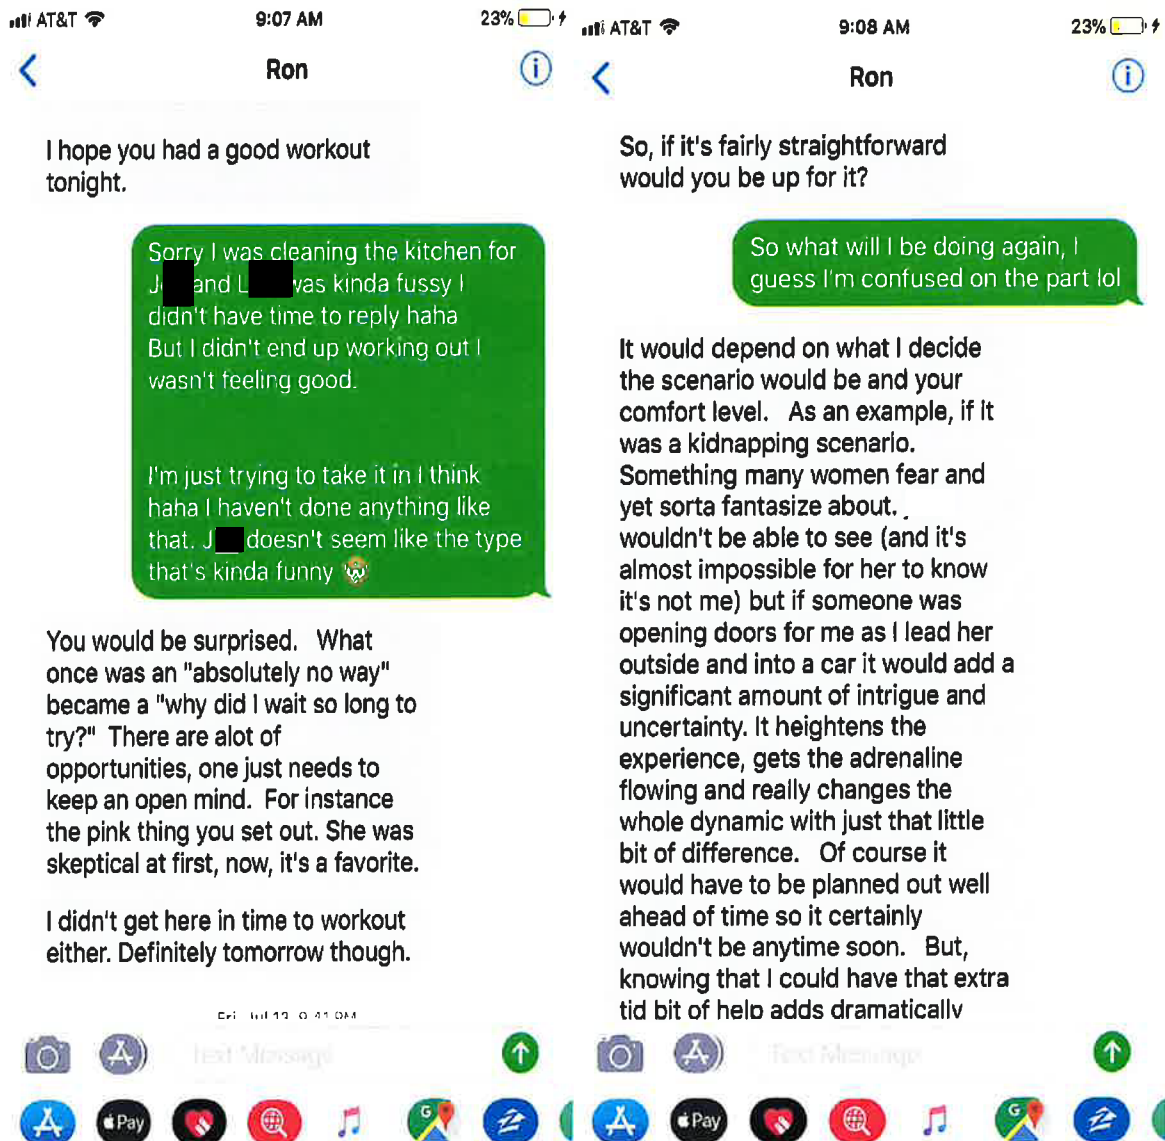 AT&T
9:07 AM
23%
Ron
I hope you had a good workout
tonight.
Sorry I was cleaning the kitchen for
J and L was kinda fussy I
didn't have time to reply haha
But I didn't end up working out I
wasn't feeling good.
I'm just trying to take it in I think
haha I haven't done anything like
that. J doesn't seem like the type
that's kinda funny
You would be surprised. What
once was an "absolutely no way"
became a "why did I wait so long to
try?" There are alot of
opportunities, one just needs to
keep an open mind. For instance
the pink thing you set out. She was
skeptical at first, now, it's a favorite.
I didn't get here in time to workout
either. Definitely tomorrow though.
Fri, Jul 13, 9:41 PM
Text Message
Pay
G
AT&T
9:08 AM
23%
Ron
So, if it's fairly straightforward
would you be up for it?
So what will I be doing again, I
guess I'm confused on the part lol
It would depend on what I decide
the scenario would be and your
comfort level. As an example, if it
was a kidnapping scenario.
Something many women fear and
yet sorta fantasize about.
wouldn't be able to see (and it's
almost impossible for her to know
it's not me) but if someone was
opening doors for me as I lead her
outside and into a car it would add a
significant amount of intrigue and
uncertainty. It heightens the
experience, gets the adrenaline
flowing and really changes the
whole dynamic with just that little
bit of difference. Of course it
would have to be planned out well
ahead of time so it certainly
wouldn't be anytime soon. But,
knowing that I could have that extra
tid bit of help adds dramatically
Text Message
Pay
G